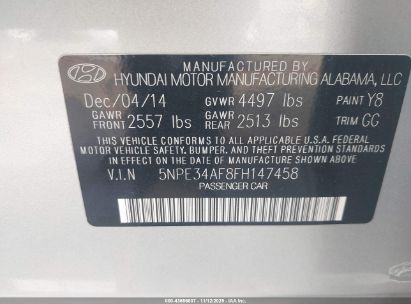 MANUFACTURED BY
HYUNDAI MOTOR MANUFACTURING ALABAMA, LLC
Dec/04/14 GVWR 4497 lbs PAINT Y8
GAWR FRONT 2557 lbs GAWR REAR 2513 lbs TRIM GC
THIS VEHICLE CONFORMS TO ALL APPLICABLE U.S.A. FEDERAL
MOTOR VEHICLE SAFETY, BUMPER, AND THEFT PREVENTION
STANDARDS IN EFFECT ON THE DATE OF MANUFACTURE SHOWN ABOVE.
V.I.N 5NPE34AF8FH147458
PASSENGER CAR